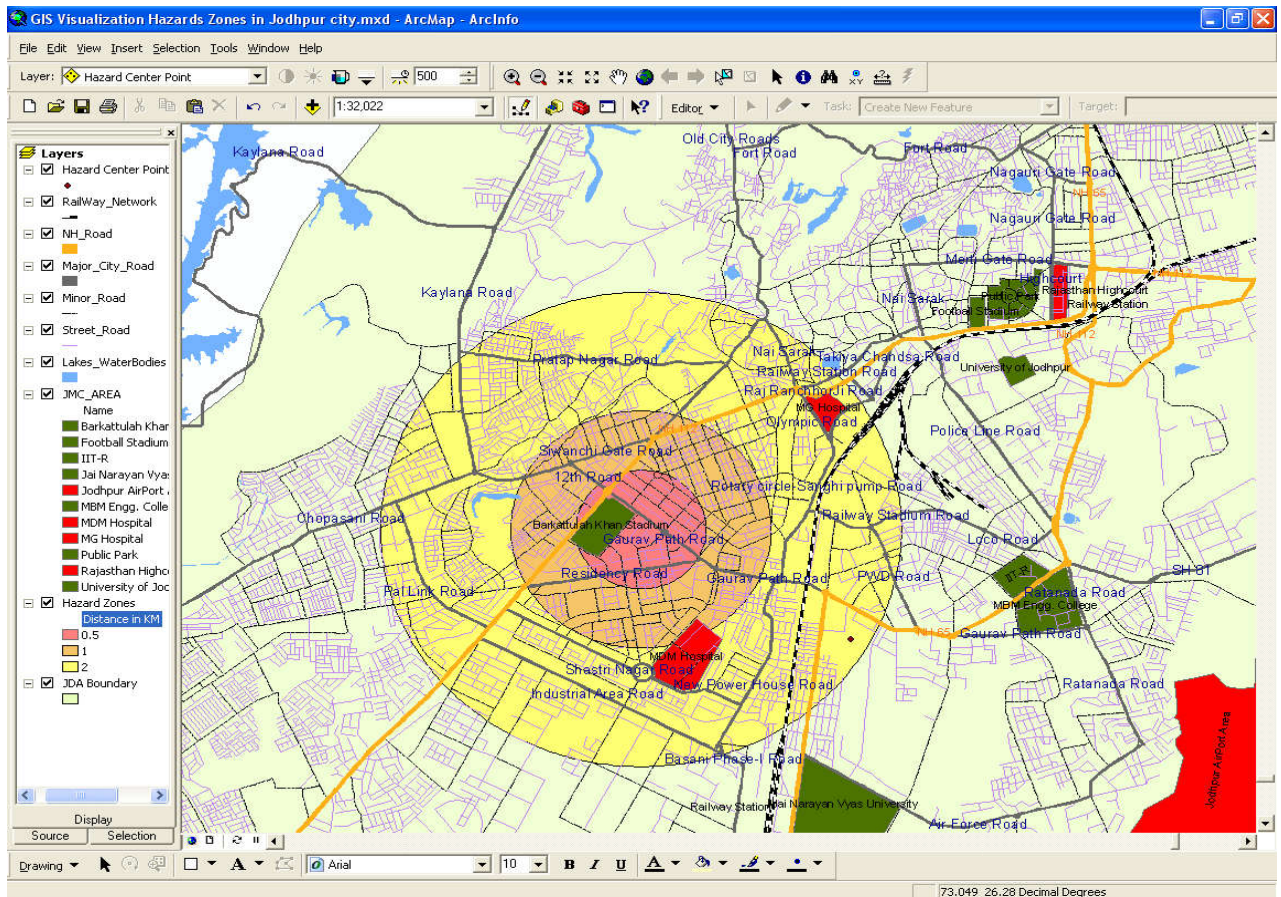 GIS Visualization Hazards Zones in Jodhpur city.mxd - ArcMap - ArcInfo
File Edit View Insert Selection Tools Window Help
Layer: Hazard Center Point 500
1:32,022 Editor Task: Create New Feature Target:
Layers
Hazard Center Point
RailWay_Network
NH_Road
Major_City_Road
Minor_Road
Street_Road
Lakes_WaterBodies
JMC_AREA
Name
Barkattulah Khan
Football Stadium
IIT-R
Jai Narayan Vyas
Jodhpur AirPort
MBM Engg. Colle
MDM Hospital
MG Hospital
Public Park
Rajasthan Highco
University of Jod
Hazard Zones
Distance in KM
0.5
1
2
JDA Boundary
Display
Source Selection
Kaylana Road
Old City Roads
Fort Road
Fort Road
Nagauri Gate Road
NH 65
Nagauri Gate Road
Merti Gate Road
Highcourt
Kaylana Road
Nai Sarak
Public Park
Rajasthan Highcourt
Football Stadium
Railway Station
Pratap Nagar Road
Nai Sarak
Takiya Chandsa Road
Railway Station Road
University of Jodhpur
Raj RanchhorJi Road
MG Hospital
Olympic Road
Police Line Road
Siwanchi Gate Road
12th Road
Rotaty circle-Sanghi pump Road
Chopasani Road
Barkattulah Khan Stadium
Railway Stadium Road
Gaurav Path Road
Loco Road
Residency Road
Gaurav Path Road
PWD Road
IIT-R
SH 61
Pal Link Road
Ratanada Road
MBM Engg. College
NH 65
Gaurav Path Road
MDM Hospital
Shastri Nagar Road
New Power House Road
Ratanada Road
Industrial Area Road
Basani Phase-I Road
Jodhpur AirPort Area
Railway Station
Jai Narayan Vyas University
Air Force Road
Drawing A Arial 10 B I U A
73.049 26.28 Decimal Degrees